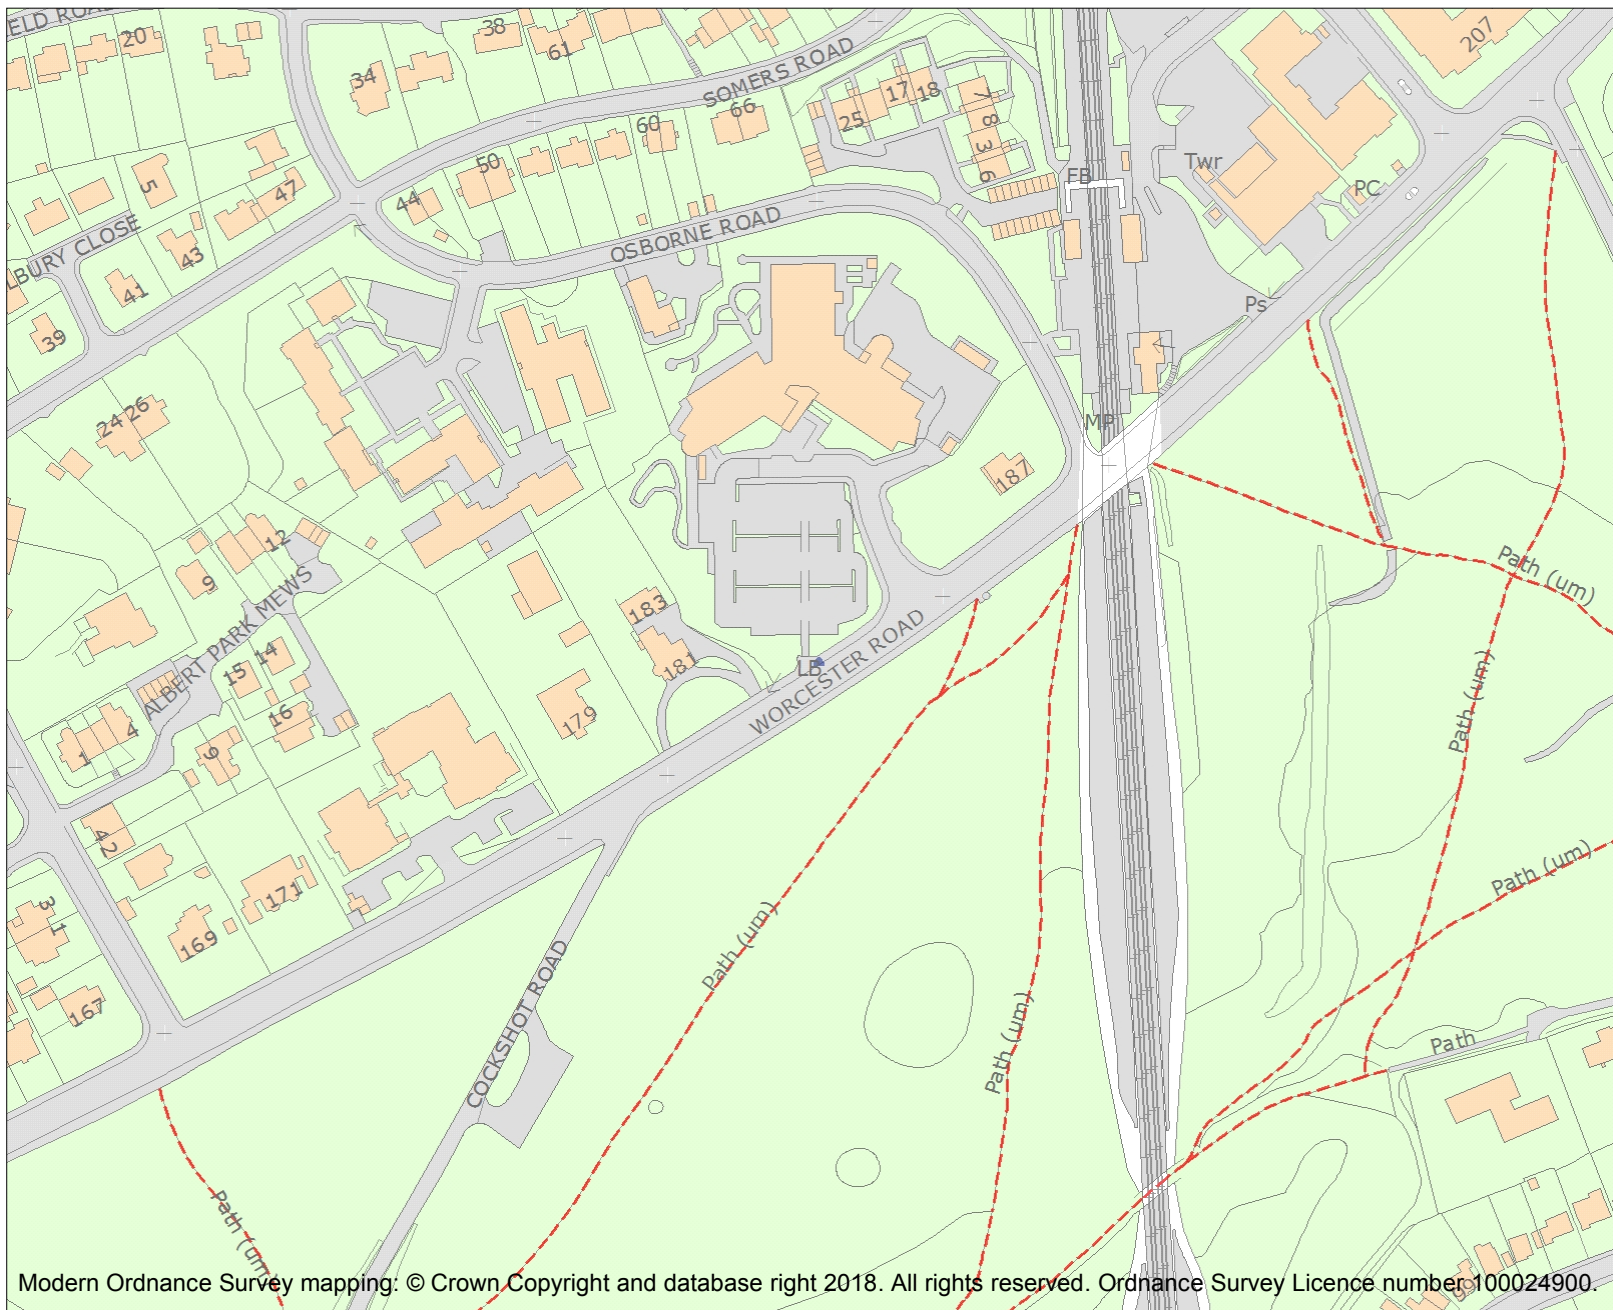 ELD ROAD
20
38
61
34
SOMERS ROAD
66
60
50
44
25
17
18
7
8
3
6
207
Twr
FB
PC
5
47
43
41
39
LBURY CLOSE
OSBORNE ROAD
Ps
MP
187
24
26
12
9
ALBERT PARK MEWS
183
181
179
LB
WORCESTER ROAD
15
14
16
4
1
9
42
171
169
3
1
167
COCKSHOT ROAD
Path (um)
Path (um)
Path (um)
Path (um)
Path (um)
Path (um)
Path
99
Modern Ordnance Survey mapping: © Crown Copyright and database right 2018. All rights reserved. Ordnance Survey Licence number 100024900.